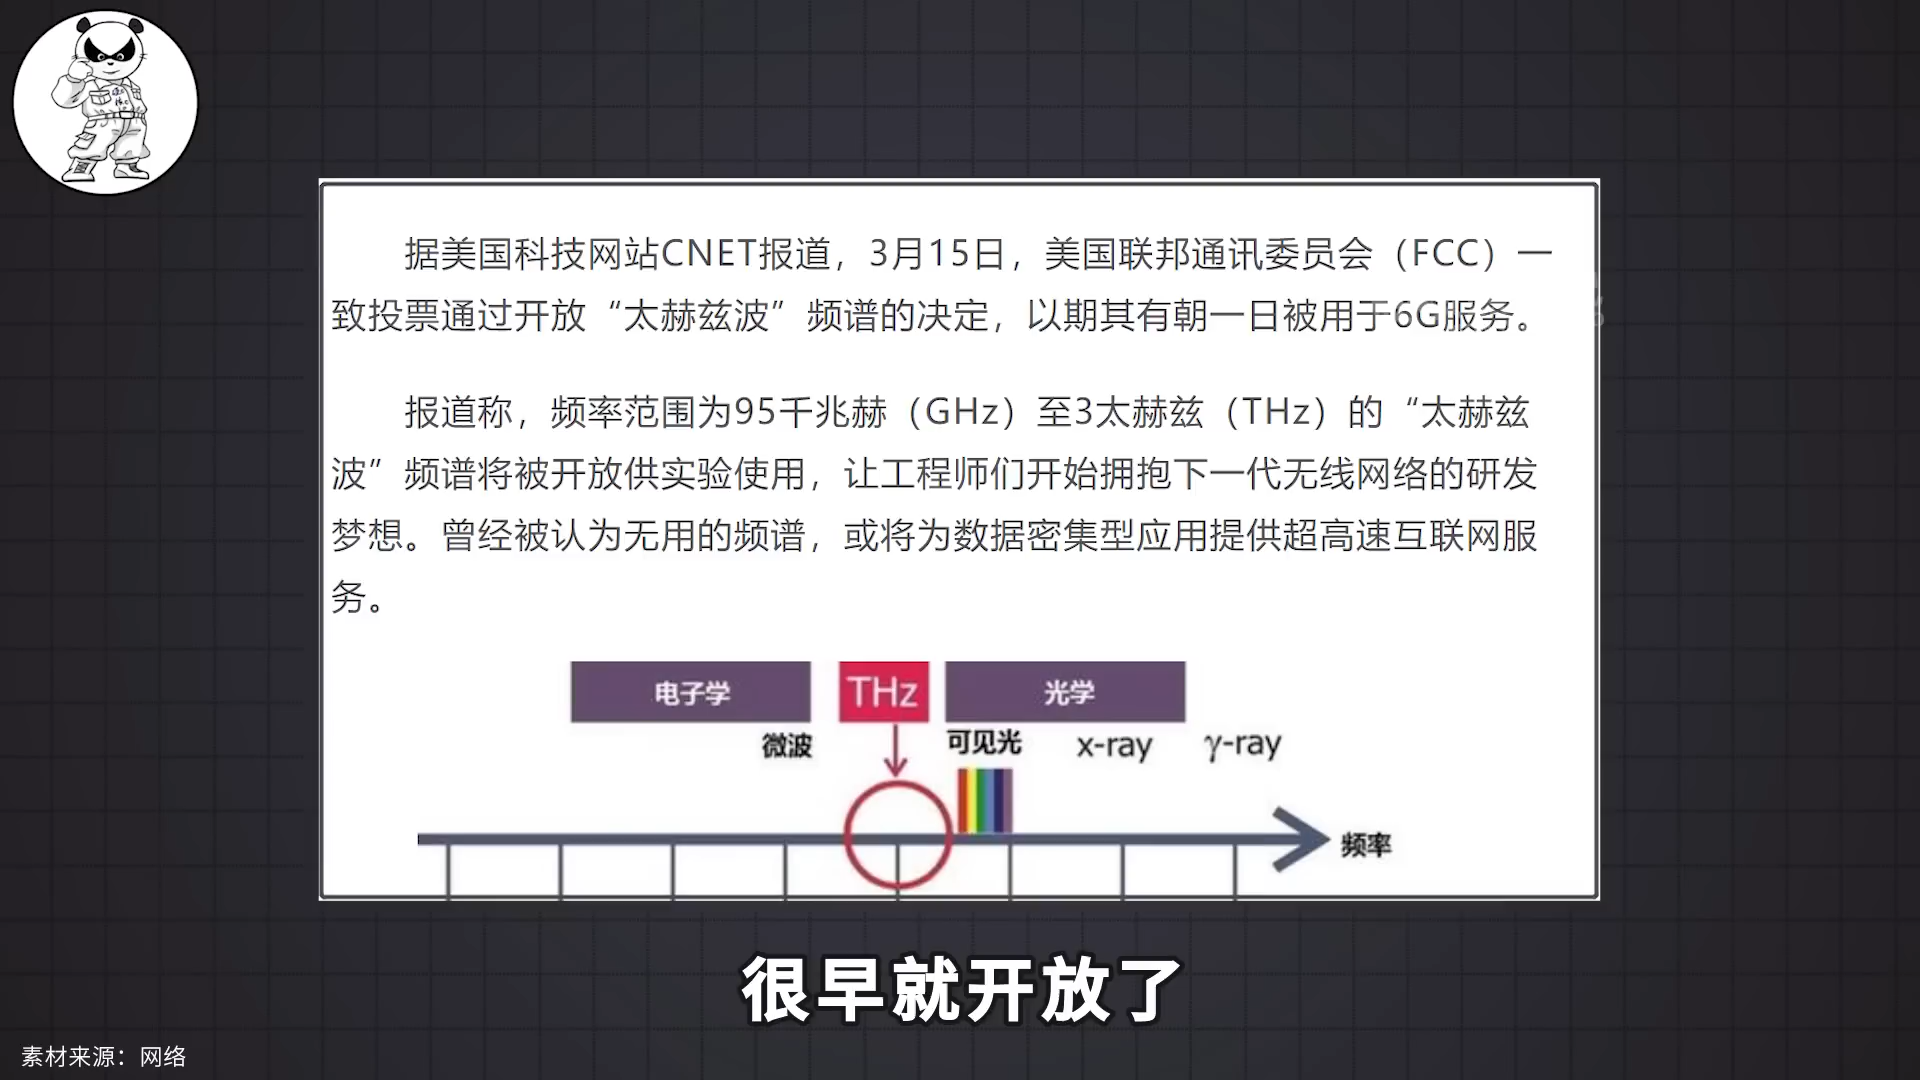 据美国科技网站CNET报道，3月15日，美国联邦通讯委员会（FCC）一
致投票通过开放“太赫兹波”频谱的决定，以期其有朝一日被用于6G服务。
报道称，频率范围为95千兆赫（GHz）至3太赫兹（THz）的“太赫兹
波”频谱将被开放供实验使用，让工程师们开始拥抱下一代无线网络的研发
梦想。曾经被认为无用的频谱，或将为数据密集型应用提供超高速互联网服
务。
电子学 THz 光学
微波 可见光 x-ray γ-ray
频率
很早就开放了
素材来源：网络